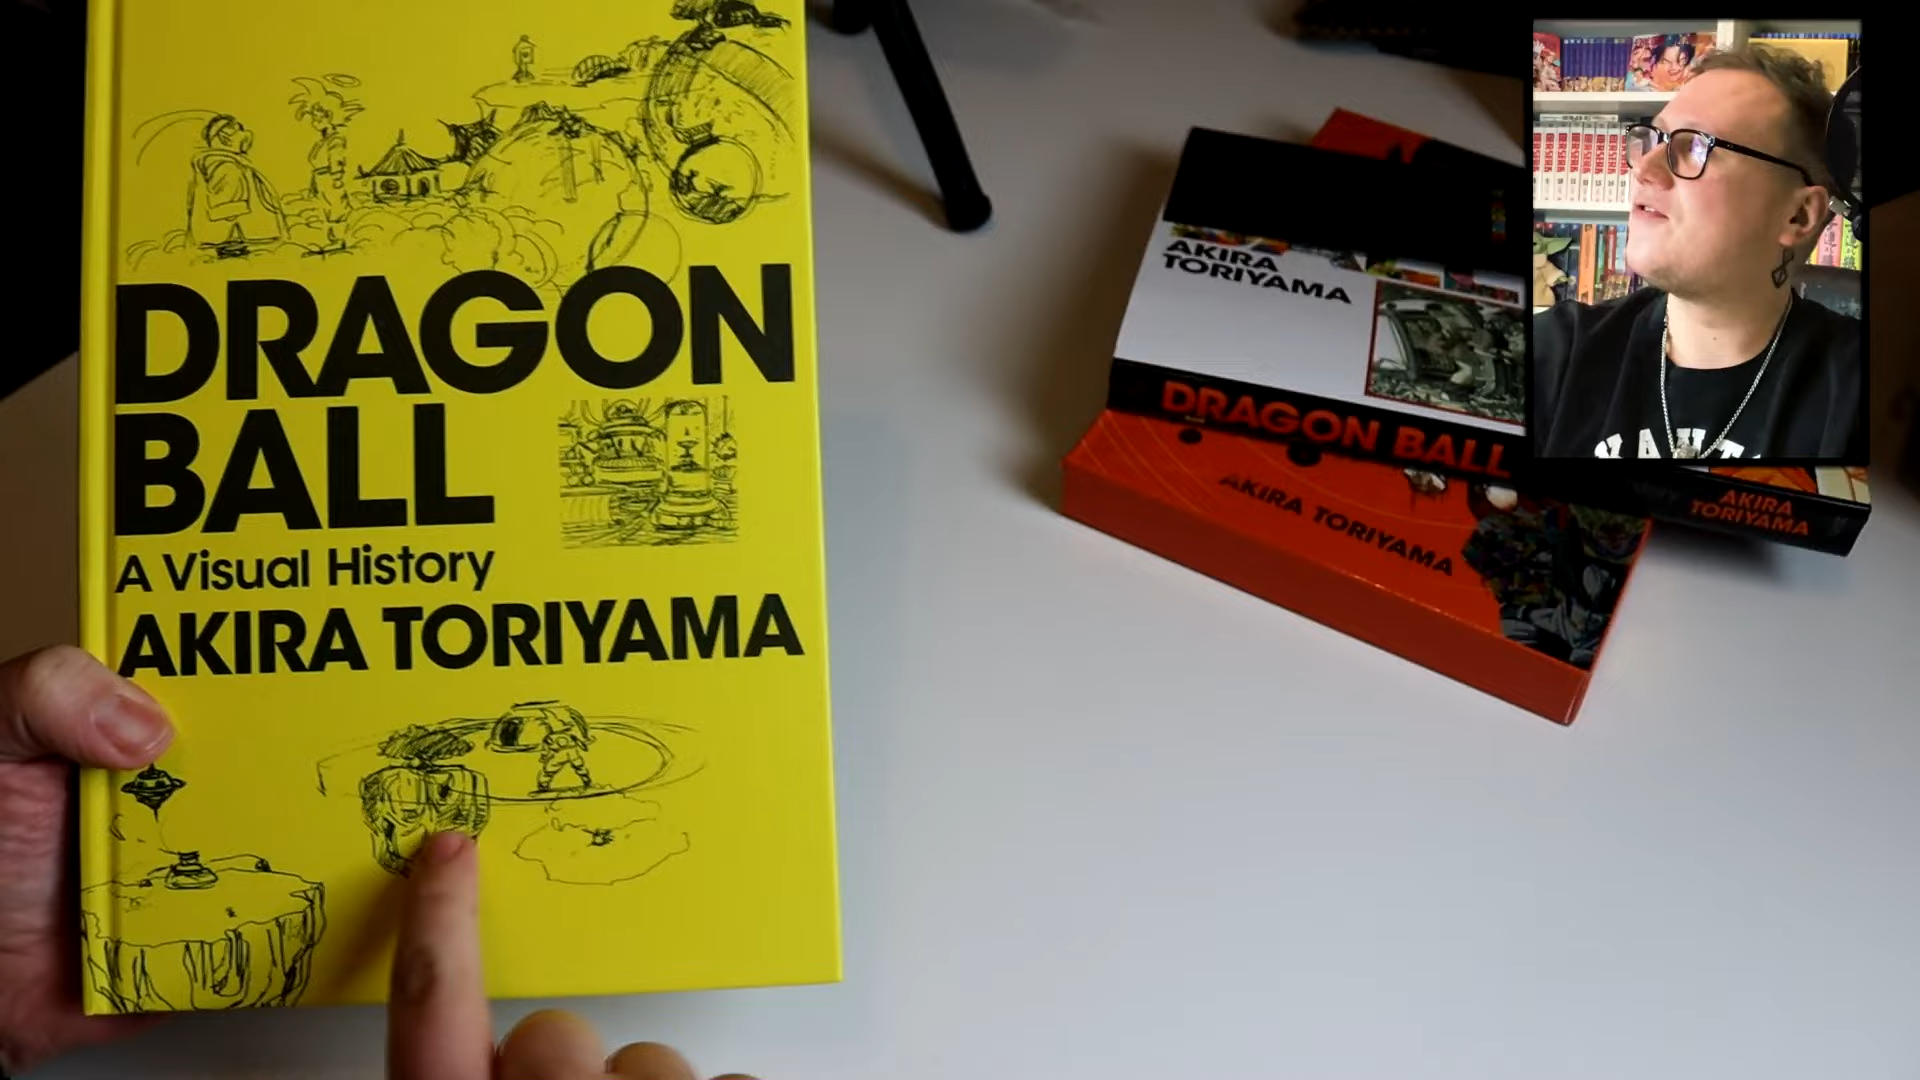 DRAGON
BALL
A Visual History
AKIRA TORIYAMA
AKIRA
TORIYAMA
DRAGON BALL
AKIRA TORIYAMA
AKIRA
TORIYAMA